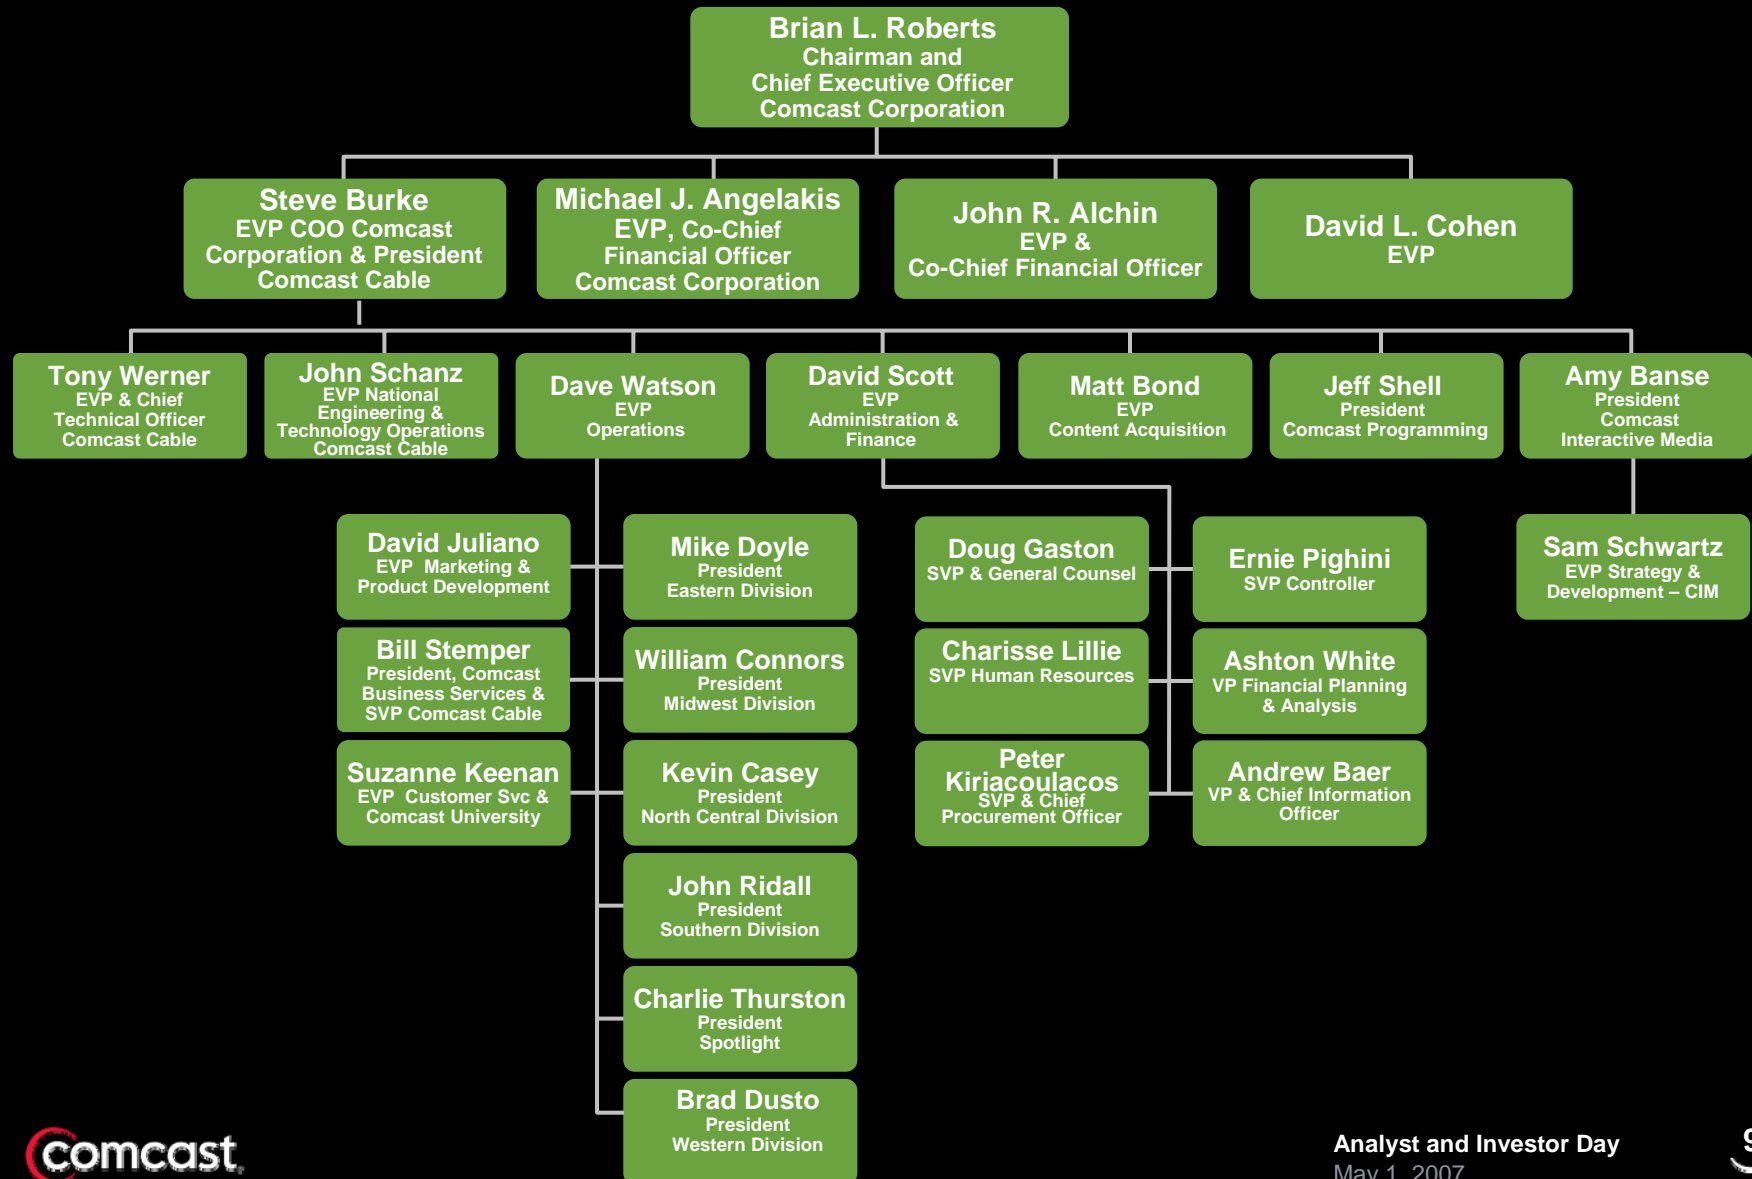 Brian L. Roberts
Chairman and
Chief Executive Officer
Comcast Corporation
Steve Burke
EVP COO Comcast
Corporation & President
Comcast Cable
Michael J. Angelakis
EVP, Co-Chief
Financial Officer
Comcast Corporation
John R. Alchin
EVP &
Co-Chief Financial Officer
David L. Cohen
EVP
Tony Werner
EVP & Chief
Technical Officer
Comcast Cable
John Schanz
EVP National
Engineering &
Technology Operations
Comcast Cable
Dave Watson
EVP
Operations
David Scott
EVP
Administration &
Finance
Matt Bond
EVP
Content Acquisition
Jeff Shell
President
Comcast Programming
Amy Banse
President
Comcast
Interactive Media
David Juliano
EVP Marketing &
Product Development
Mike Doyle
President
Eastern Division
Doug Gaston
SVP & General Counsel
Ernie Pighini
SVP Controller
Sam Schwartz
EVP Strategy &
Development – CIM
Bill Stemper
President, Comcast
Business Services &
SVP Comcast Cable
William Connors
President
Midwest Division
Charisse Lillie
SVP Human Resources
Ashton White
VP Financial Planning
& Analysis
Suzanne Keenan
EVP Customer Svc &
Comcast University
Kevin Casey
President
North Central Division
Peter
Kiriacoulacos
SVP & Chief
Procurement Officer
Andrew Baer
VP & Chief Information
Officer
John Ridall
President
Southern Division
Charlie Thurston
President
Spotlight
Brad Dusto
President
Western Division
Comcast
Analyst and Investor Day
May 1, 2007
9